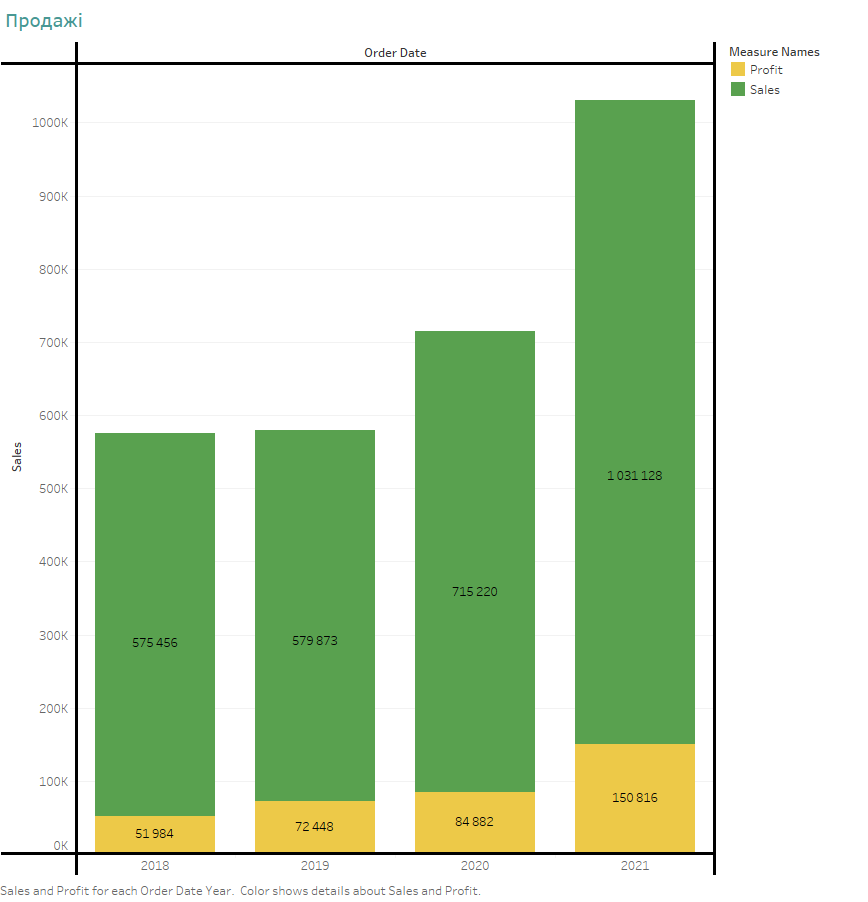 Продажі
Order Date
Measure Names
Profit
Sales
1000K
900K
800K
700K
600K
500K
400K
300K
200K
100K
0K
Sales
1 031 128
715 220
575 456
579 873
150 816
84 882
72 448
51 984
2018 2019 2020 2021
Sales and Profit for each Order Date Year. Color shows details about Sales and Profit.